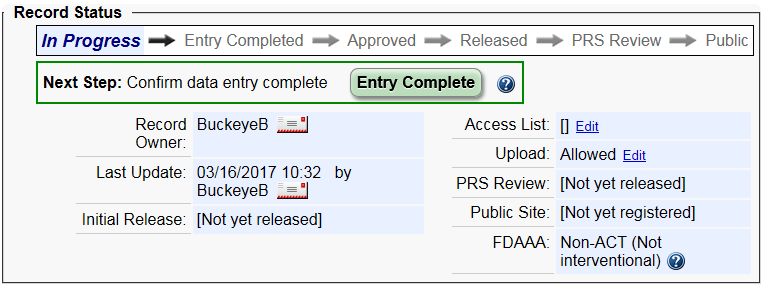 Record Status
In Progress Entry Completed Approved Released PRS Review Public
Next Step: Confirm data entry complete Entry Complete ?
Record Owner: BuckeyeB
Last Update: 03/16/2017 10:32 by BuckeyeB
Initial Release: [Not yet released]
Access List: [] Edit
Upload: Allowed Edit
PRS Review: [Not yet released]
Public Site: [Not yet registered]
FDAAA: Non-ACT (Not
interventional) ?